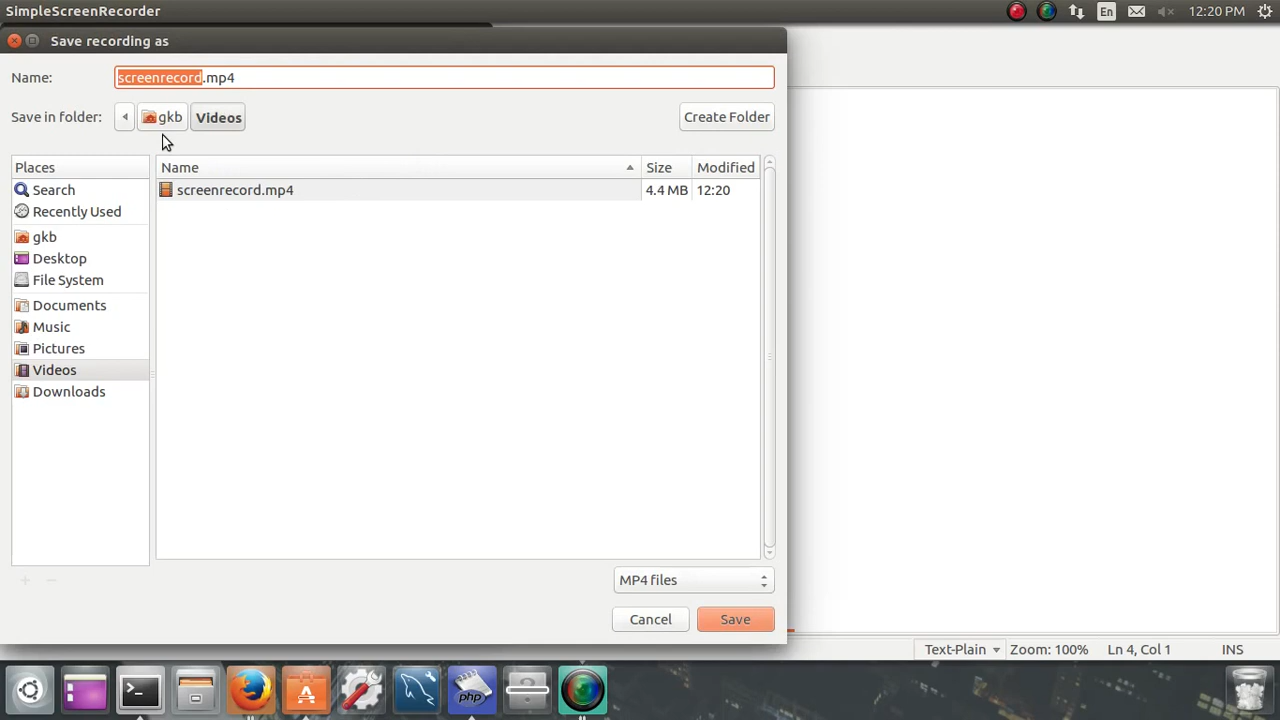 SimpleScreenRecorder
En
12:20 PM
Save recording as
Name:
screenrecord.mp4
Save in folder:
gkb
Videos
Create Folder
Places
Name
Size
Modified
Search
screenrecord.mp4
4.4 MB
12:20
Recently Used
gkb
Desktop
File System
Documents
Music
Pictures
Videos
Downloads
MP4 files
Cancel
Save
Text-Plain
Zoom: 100%
Ln 4, Col 1
INS
php